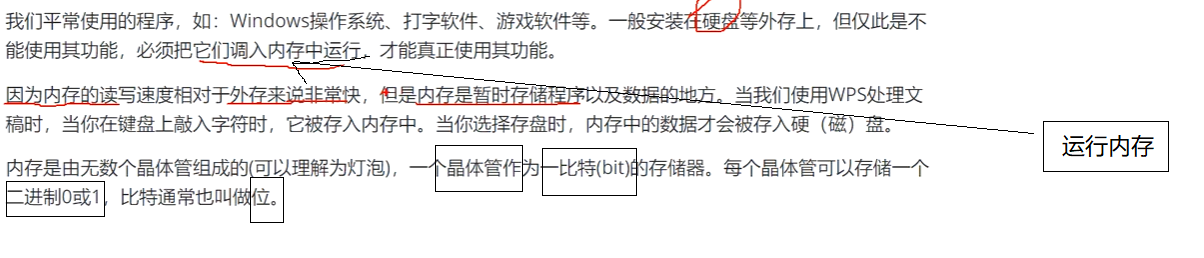 我们平常使用的程序，如：Windows操作系统、打字软件、游戏软件等。一般安装在硬盘等外存上，但仅此是不
能使用其功能，必须把它们调入内存中运行，才能真正使用其功能。
因为内存的读写速度相对于外存来说非常快，但是内存是暂时存储程序以及数据的地方。当我们使用WPS处理文
稿时，当你在键盘上敲入字符时，它被存入内存中。当你选择存盘时，内存中的数据才会被存入硬（磁）盘。
运行内存
内存是由无数个晶体管组成的(可以理解为灯泡)，一个晶体管作为一比特(bit)的存储器。每个晶体管可以存储一个
二进制0或1，比特通常也叫做位。